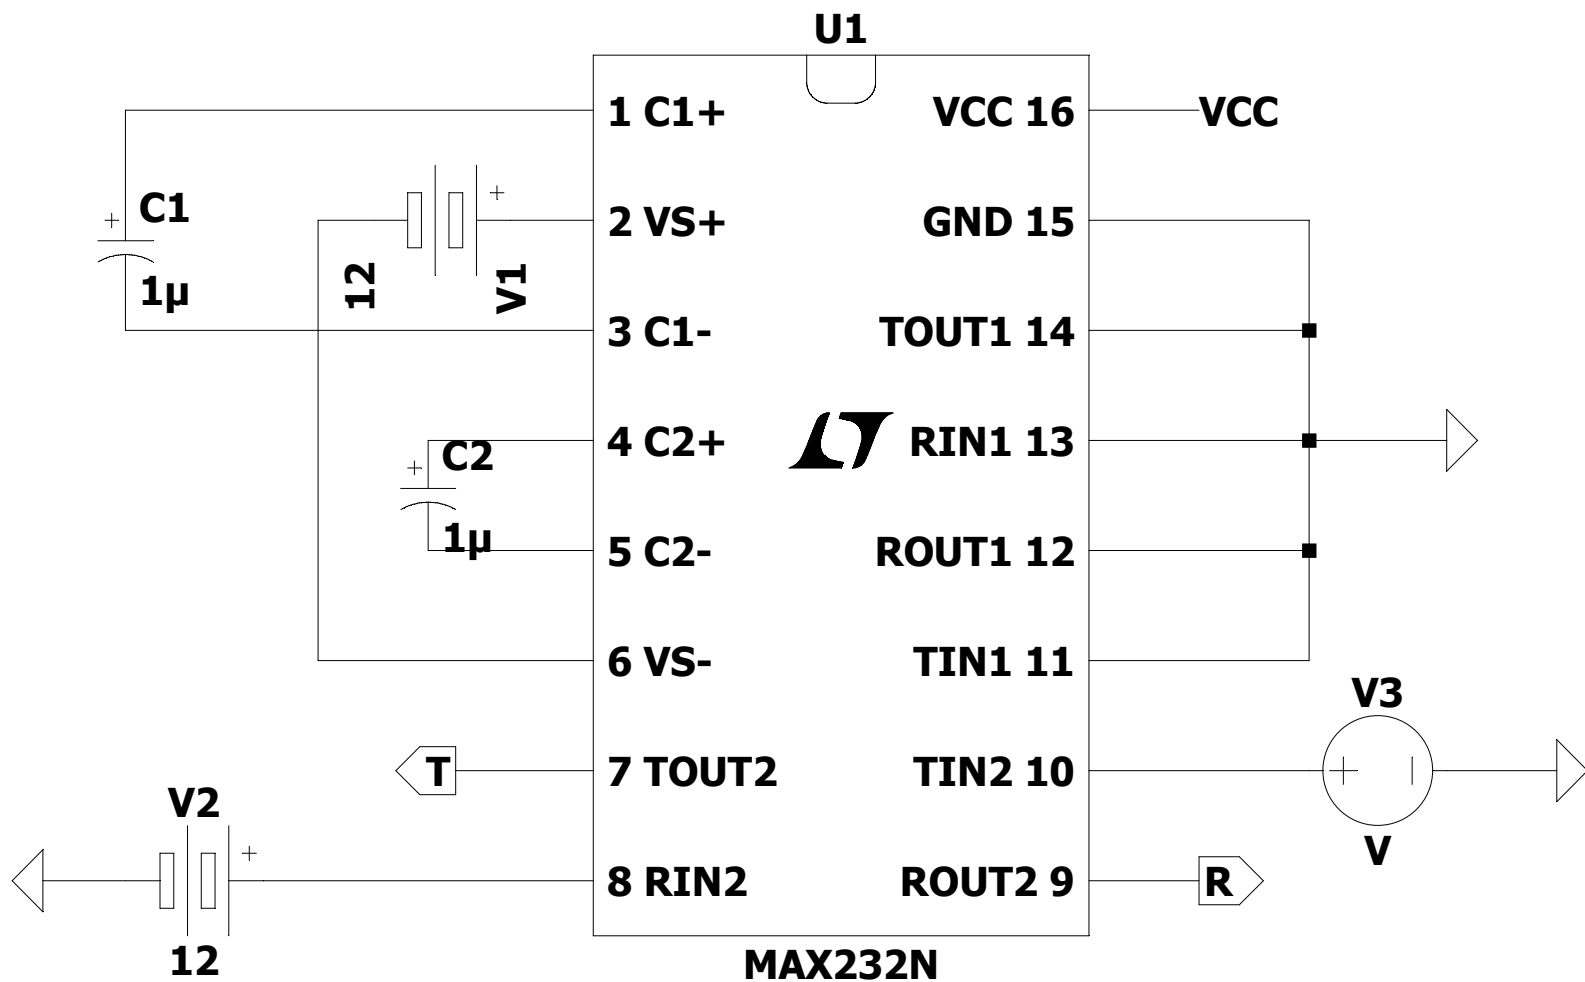 U1
1 C1+
VCC 16
VCC
C1
+
1µ
12
+
V1
2 VS+
GND 15
3 C1-
TOUT1 14
C2
+
1µ
4 C2+
RIN1 13
5 C2-
ROUT1 12
6 VS-
TIN1 11
V3
T
7 TOUT2
TIN2 10
+ -
V
V2
+
12
8 RIN2
ROUT2 9
R
MAX232N